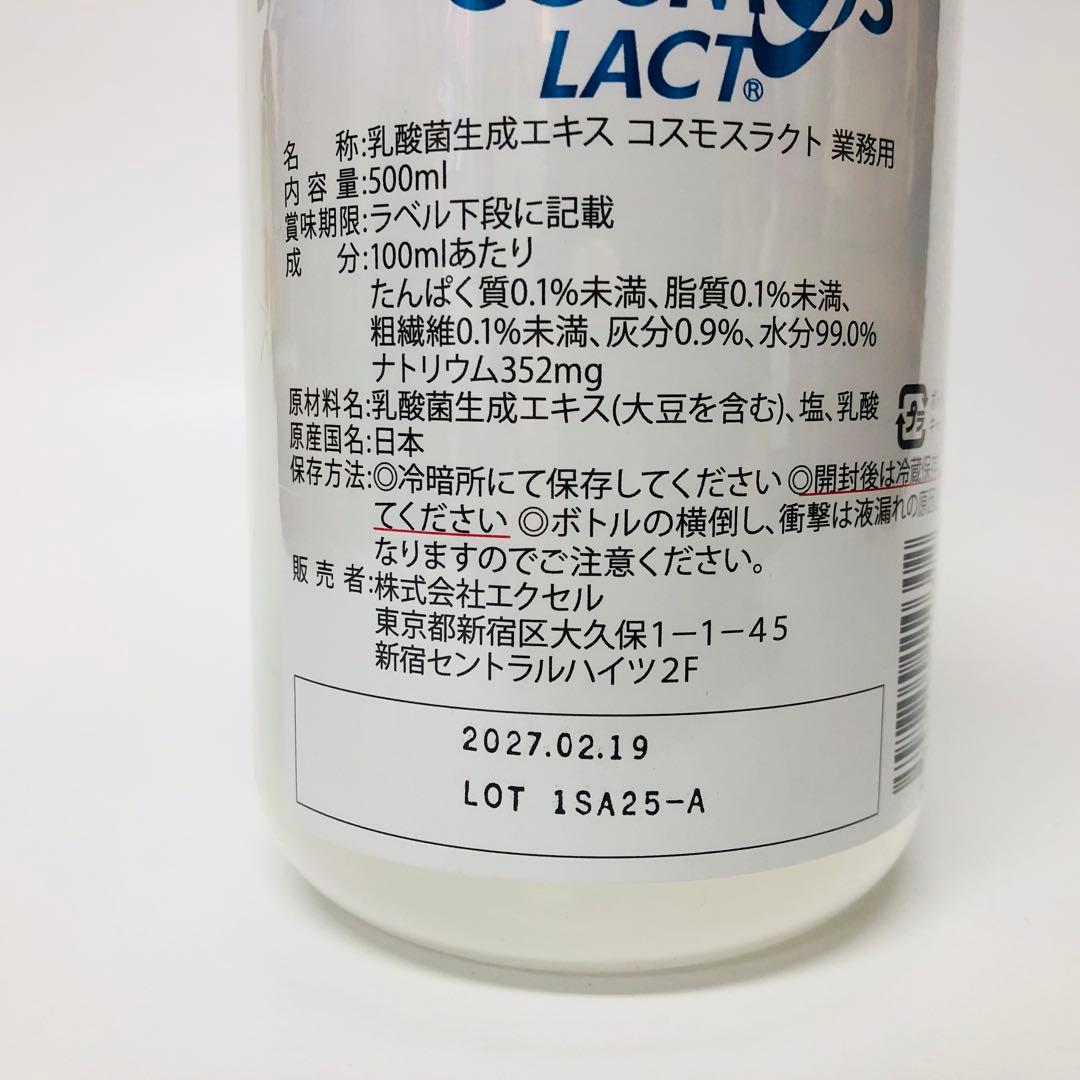 COSMOS
LACT®
名称:乳酸菌生成エキス コスモスラクト 業務用
内容量:500ml
賞味期限:ラベル下段に記載
成分:100mlあたり
たんぱく質0.1%未満、脂質0.1%未満、
粗繊維0.1%未満、灰分0.9%、水分99.0%
ナトリウム352mg
原材料名:乳酸菌生成エキス(大豆を含む)、塩、乳酸
プラ
原産国名:日本
保存方法:◎冷暗所にて保存してください ◎開封後は冷蔵保存
てください ◎ボトルの横倒し、衝撃は液漏れの原因
なりますのでご注意ください。
販売者:株式会社エクセル
東京都新宿区大久保1-1-45
新宿セントラルハイツ2F
2027.02.19
LOT 1SA25-A